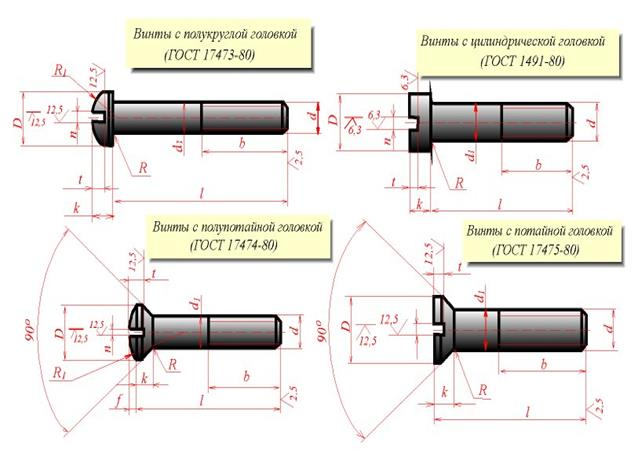 Винты с полукруглой головкой
(ГОСТ 17473-80)
R1
12,5
D
12,5
12,5
n
t
k
R
d1
b
l
d
2,5
Винты с цилиндрической головкой
(ГОСТ 1491-80)
6,3
D
6,3
6,3
n
t
k
R
d1
b
l
d
2,5
Винты с полупотайной головкой
(ГОСТ 17474-80)
90°
12,5
t
D
12,5
12,5
n
R1
k
f
R
d1
b
l
d
2,5
Винты с потайной головкой
(ГОСТ 17475-80)
90°
12,5
t
D
12,5
12,5
n
k
R
d1
b
l
d
2,5